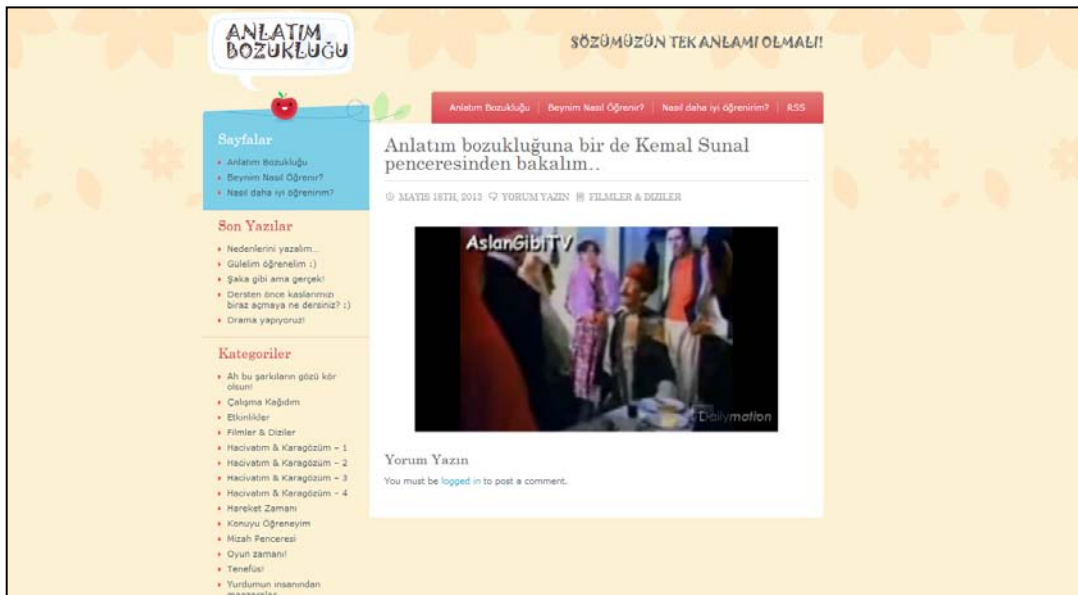 ANLATIM
BOZUKLUĞU
SÖZÜMÜZÜN TEK ANLAMI OLMALI!
Anlatım Bozukluğu
Beynim Nasıl Öğrenir?
Nasıl daha iyi öğrenirim?
RSS
Sayfalar
Anlatım Bozukluğu
Beynim Nasıl Öğrenir?
Nasıl daha iyi öğrenirim?
Son Yazılar
Nedenlerini yazalım...
Gülelim öğrenelim :)
Şaka gibi ama gerçek!
Dersten önce kaslarımızı
biraz açmaya ne dersiniz? :)
Drama yapıyoruz!
Kategoriler
Ah bu şarkıların gözü kör
olsun!
Çalışma Kağıdım
Etkinlikler
Filmler & Diziler
Hacivatım & Karagözüm – 1
Hacivatım & Karagözüm – 2
Hacivatım & Karagözüm – 3
Hacivatım & Karagözüm – 4
Hareket Zamanı
Konuyu Öğreneyim
Mizah Penceresi
Oyun zamanı!
Tenefüs!
Yurdumun insanından
manzaralar
Anlatım bozukluğuna bir de Kemal Sunal
penceresinden bakalım..
MAYIS 18TH, 2013 YORUM YAZIN FILMLER & DIZILER
AslanGibiTV
Dailymotion
Yorum Yazın
You must be logged in to post a comment.